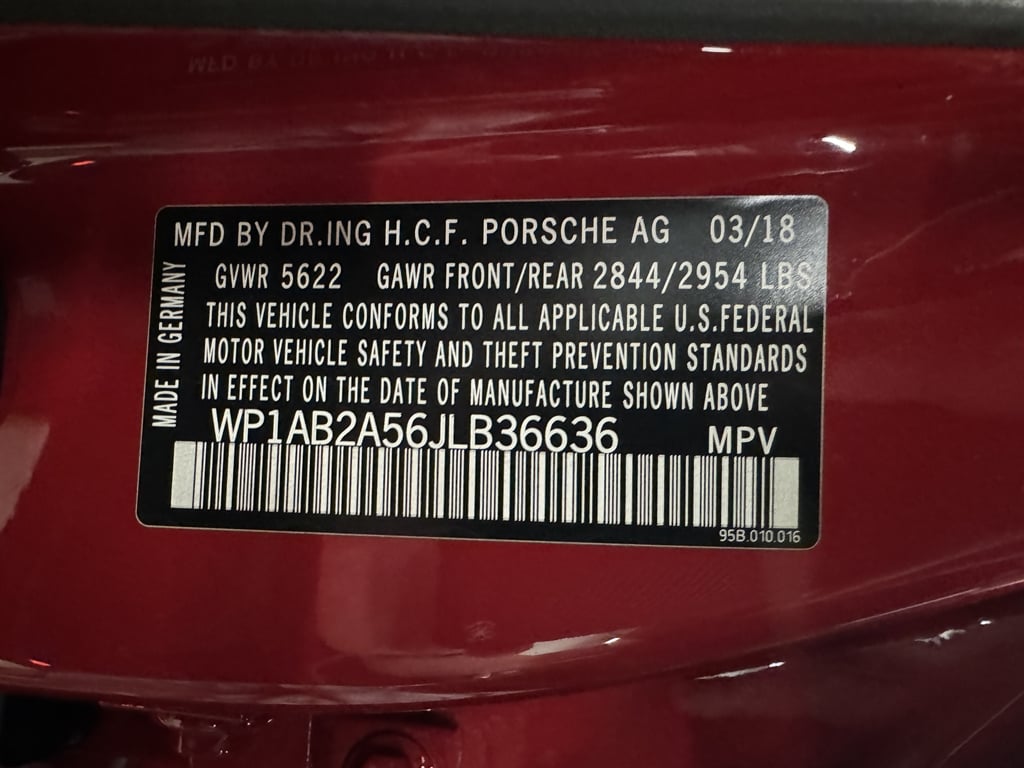 MFD BY DR.ING H.C.F. PORSCHE AG 03/18
GVWR 5622 GAWR FRONT/REAR 2844/2954 LBS
THIS VEHICLE CONFORMS TO ALL APPLICABLE U.S.FEDERAL
MOTOR VEHICLE SAFETY AND THEFT PREVENTION STANDARDS
IN EFFECT ON THE DATE OF MANUFACTURE SHOWN ABOVE
WP1AB2A56JLB36636 MPV
95B.010.016
MADE IN GERMANY